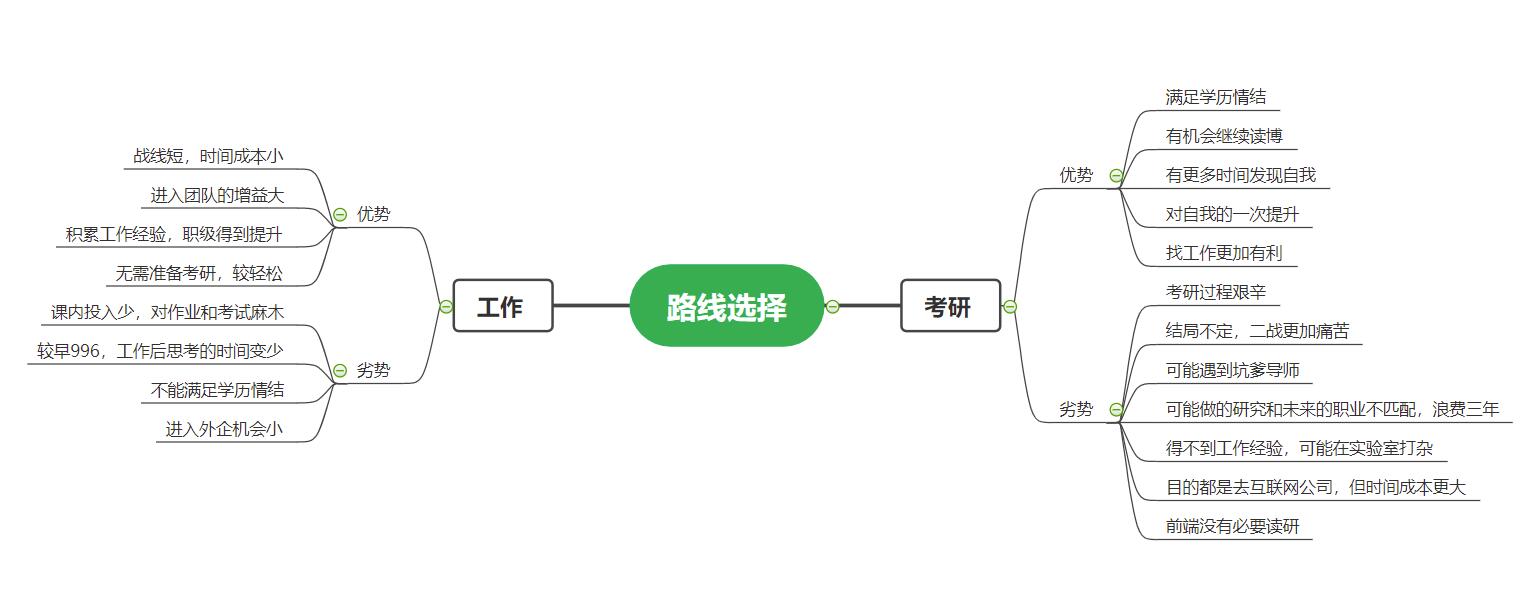 路线选择
工作
优势
战线短，时间成本小
进入团队的增益大
积累工作经验，职级得到提升
无需准备考研，较轻松
劣势
课内投入少，对作业和考试麻木
较早996，工作后思考的时间变少
不能满足学历情结
进入外企机会小
考研
优势
满足学历情结
有机会继续读博
有更多时间发现自我
对自我的一次提升
找工作更加有利
劣势
考研过程艰辛
结局不定，二战更加痛苦
可能遇到坑爹导师
可能做的研究和未来的职业不匹配，浪费三年
得不到工作经验，可能在实验室打杂
目的都是去互联网公司，但时间成本更大
前端没有必要读研